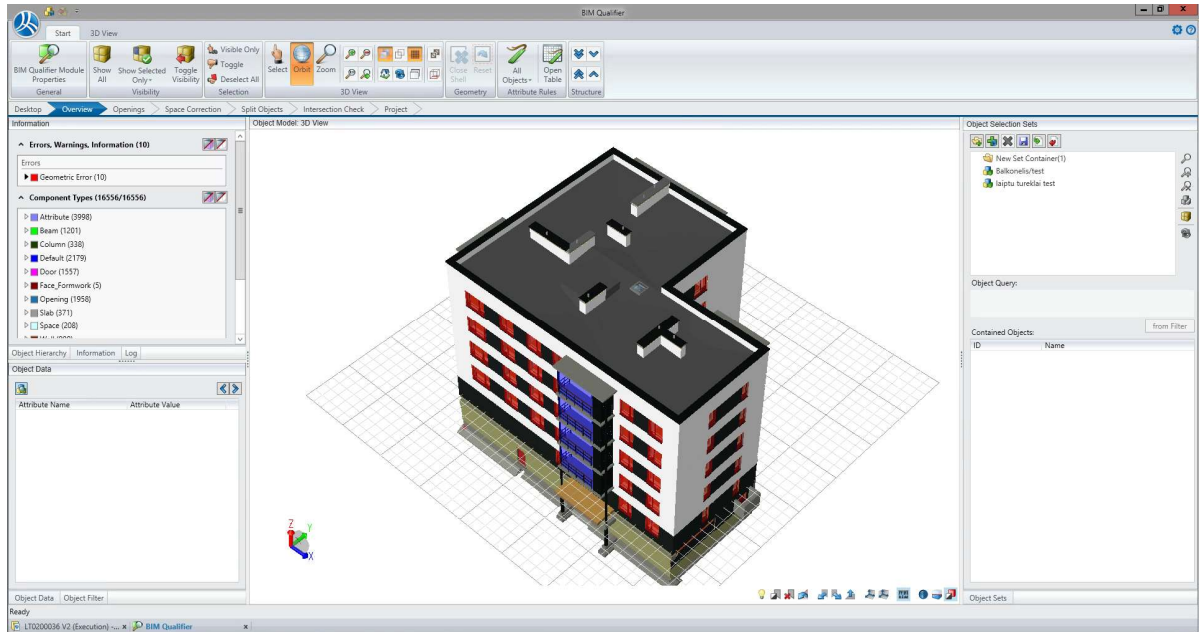 BIM Qualifier
Start 3D View
BIM Qualifier Module Properties
Show All
Show Selected Only
Toggle Visibility
Visible Only
Toggle
Deselect All
Select
Orbit
Zoom
Close Shell
Reset
All Objects
Open Table
General Visibility Selection 3D View Geometry Attribute Rules Structure
Desktop Overview Openings Space Correction Split Objects Intersection Check Project
Information
Object Model: 3D View
Object Selection Sets
Errors, Warnings, Information (10)
Errors
Geometric Error (10)
Component Types (16556/16556)
Attribute (3998)
Beam (1201)
Column (338)
Default (2179)
Door (1557)
Face_Formwork (5)
Opening (1958)
Slab (371)
Space (208)
Object Hierarchy Information Log
Object Data
Attribute Name Attribute Value
New Set Container(1)
Balkonelis/test
laiptu tureklai test
Object Query:
from Filter
Contained Objects:
ID Name
Z
Y
X
Object Data Object Filter
Object Sets
Ready
LT0200036 V2 (Execution) -... x BIM Qualifier x